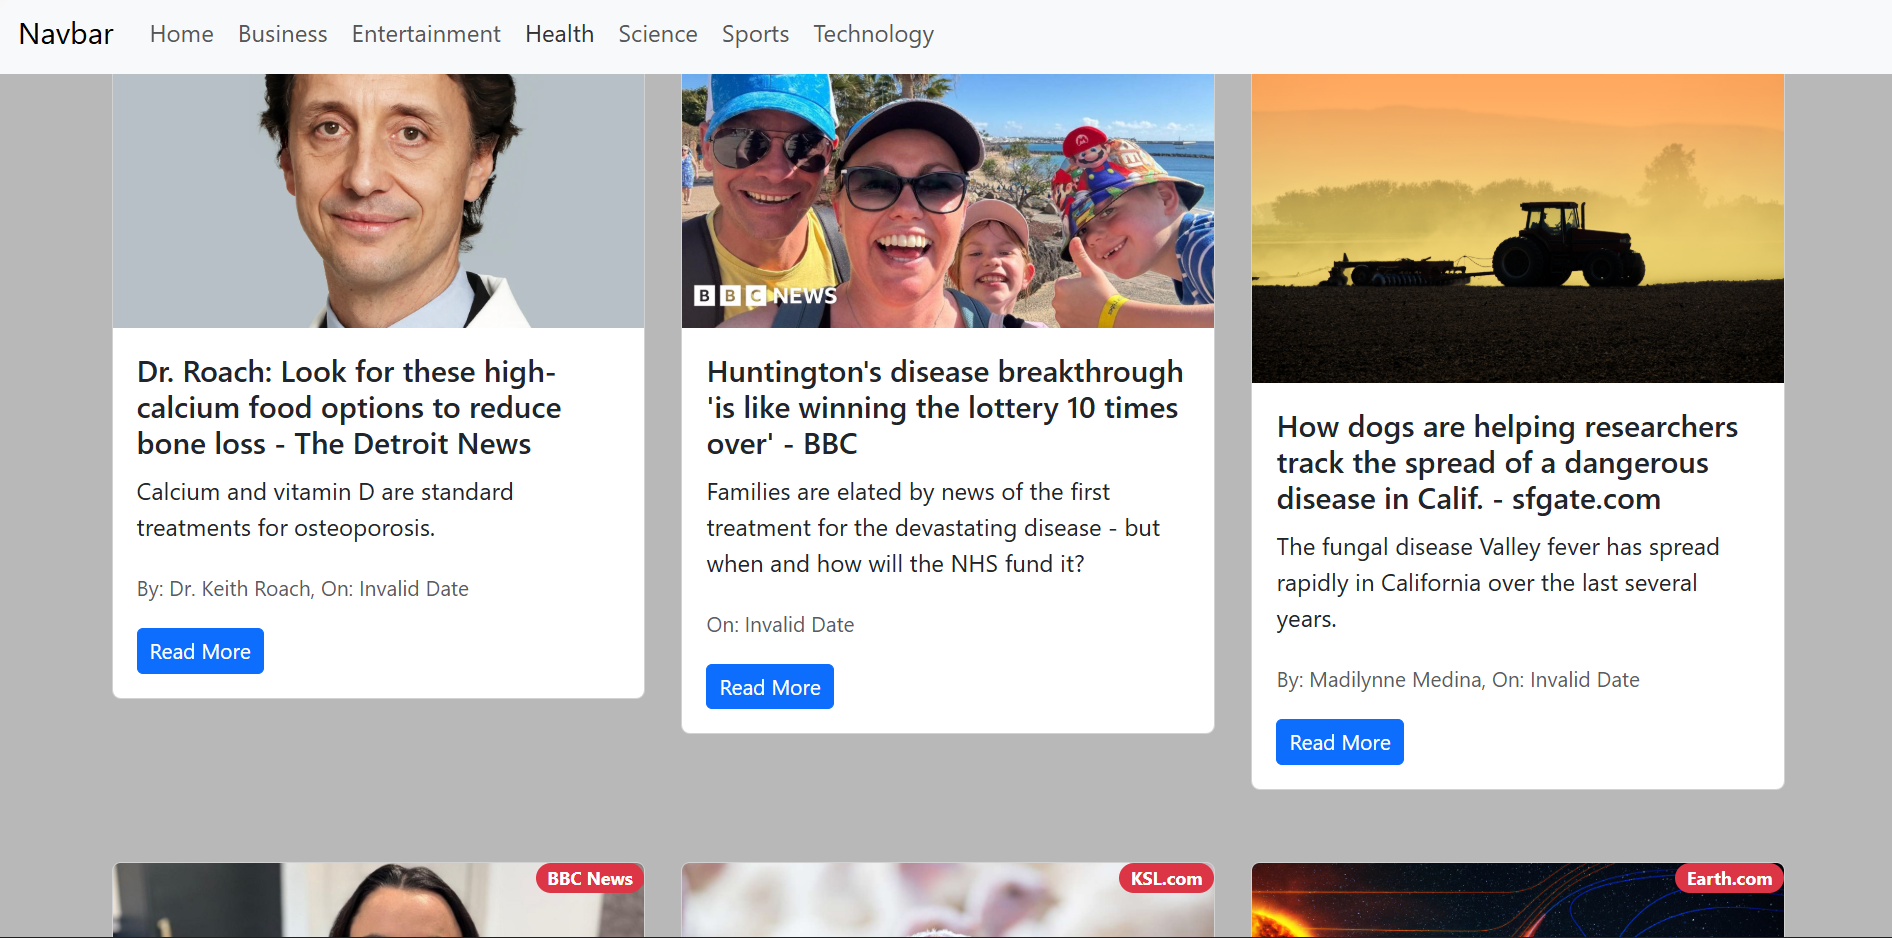 Navbar Home Business Entertainment Health Science Sports Technology
BBC NEWS
Dr. Roach: Look for these high-
calcium food options to reduce
bone loss - The Detroit News
Calcium and vitamin D are standard
treatments for osteoporosis.
By: Dr. Keith Roach, On: Invalid Date
Read More
Huntington's disease breakthrough
'is like winning the lottery 10 times
over' - BBC
Families are elated by news of the first
treatment for the devastating disease - but
when and how will the NHS fund it?
On: Invalid Date
Read More
How dogs are helping researchers
track the spread of a dangerous
disease in Calif. - sfgate.com
The fungal disease Valley fever has spread
rapidly in California over the last several
years.
By: Madilynne Medina, On: Invalid Date
Read More
BBC News
KSL.com
Earth.com